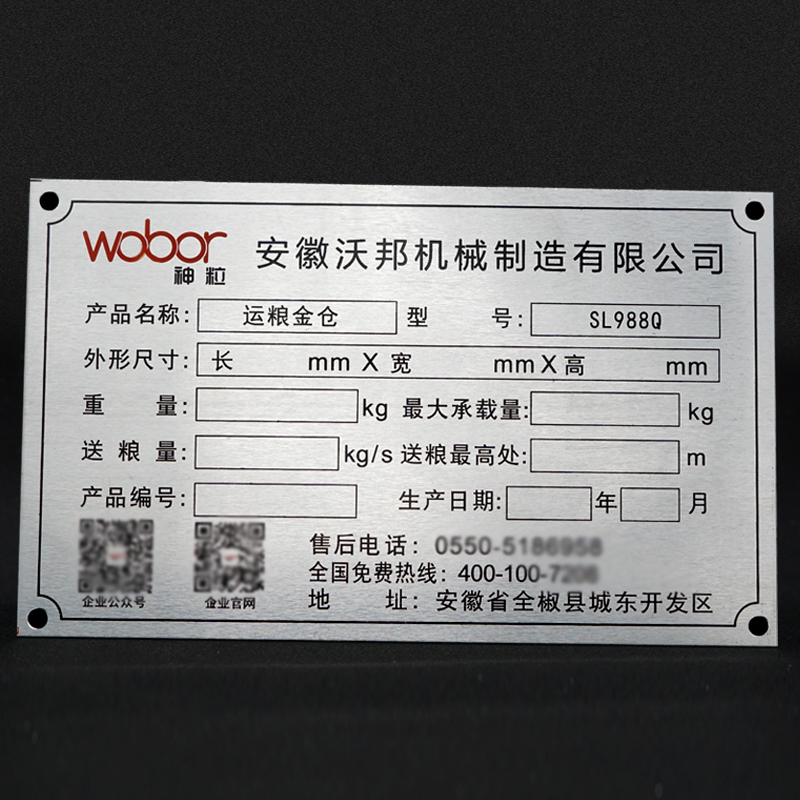 wobor
神粒
安徽沃邦机械制造有限公司
产品名称: 运粮金仓 型 号: SL988Q
外形尺寸: 长 mm X 宽 mm X 高 mm
重 量: kg 最大承载量: kg
送 粮 量: kg/s 送粮最高处: m
产品编号: 生产日期: 年 月
售后电话: 0550-
全国免费热线: 400-100-
地 址: 安徽省全椒县城东开发区
企业公众号 企业官网